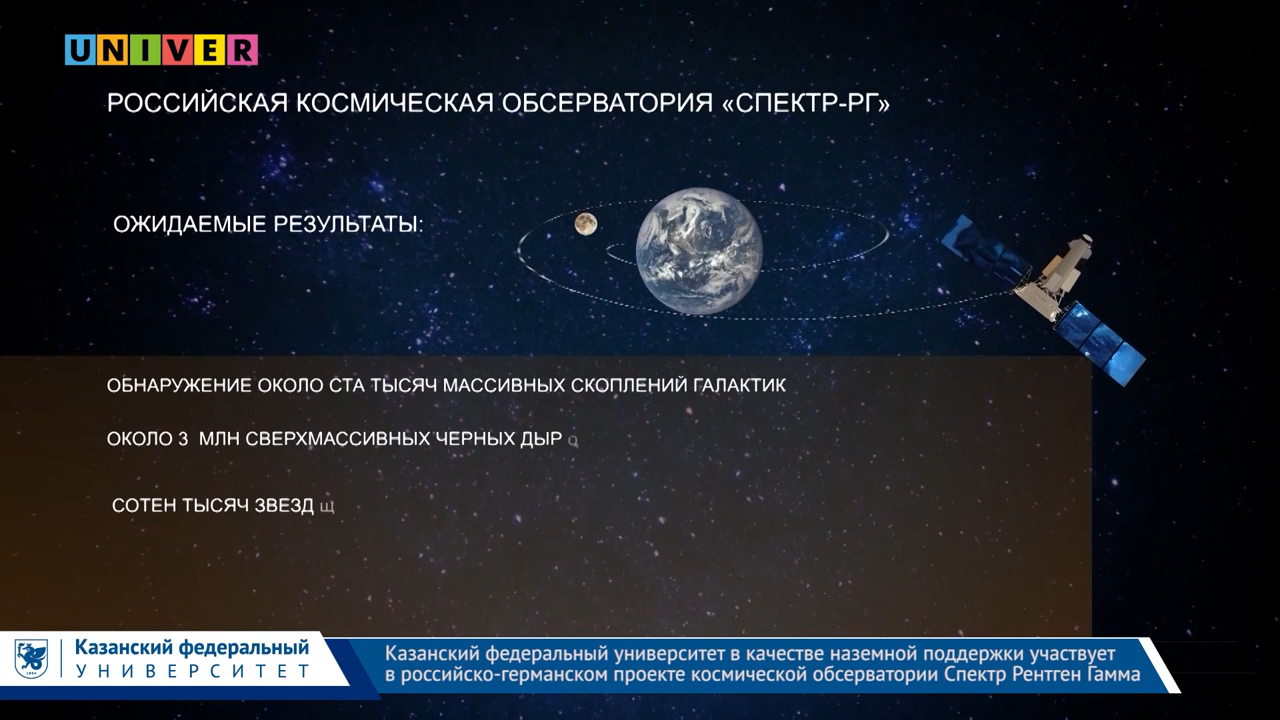 UNIVER
РОССИЙСКАЯ КОСМИЧЕСКАЯ ОБСЕРВАТОРИЯ «СПЕКТР-РГ»
ОЖИДАЕМЫЕ РЕЗУЛЬТАТЫ:
ОБНАРУЖЕНИЕ ОКОЛО СТА ТЫСЯЧ МАССИВНЫХ СКОПЛЕНИЙ ГАЛАКТИК
ОКОЛО 3 МЛН СВЕРХМАССИВНЫХ ЧЕРНЫХ ДЫР
СОТЕН ТЫСЯЧ ЗВЕЗД
Казанский федеральный
УНИВЕРСИТЕТ
Казанский федеральный университет в качестве наземной поддержки участвует
в российско-германском проекте космической обсерватории Спектр Рентген Гамма